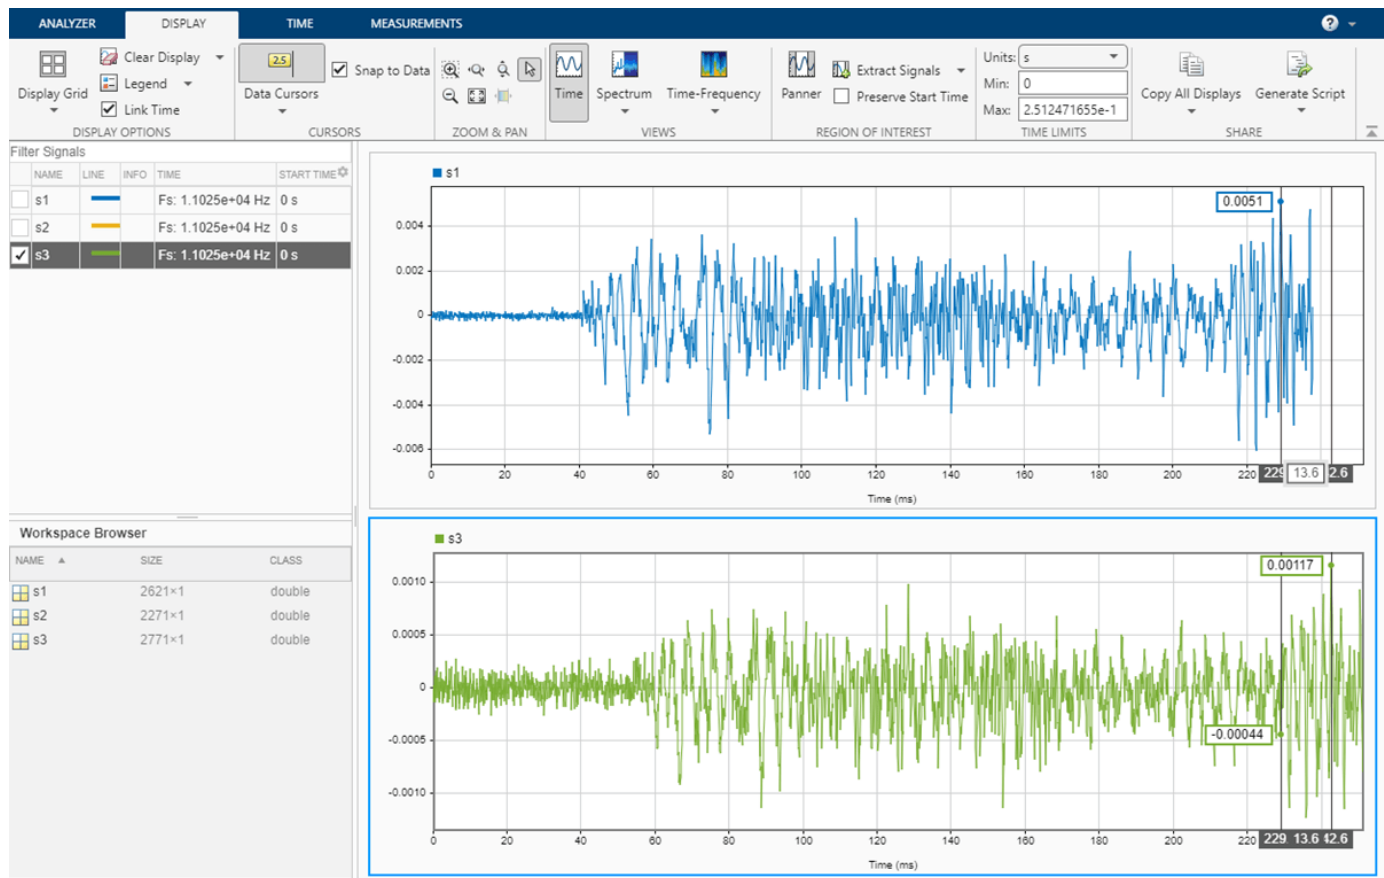 ANALYZER DISPLAY TIME MEASUREMENTS ?
Display Grid
Clear Display
Legend
Link Time
DISPLAY OPTIONS
2.5
Data Cursors
Snap to Data
CURSORS
ZOOM & PAN
Time
Spectrum
Time-Frequency
VIEWS
Panner
Extract Signals
Preserve Start Time
REGION OF INTEREST
Units: s
Min: 0
Max: 2.512471655e-1
TIME LIMITS
Copy All Displays
Generate Script
SHARE
Filter Signals
NAME LINE INFO TIME START TIME
s1 Fs: 1.1025e+04 Hz 0 s
s2 Fs: 1.1025e+04 Hz 0 s
s3 Fs: 1.1025e+04 Hz 0 s
Workspace Browser
NAME SIZE CLASS
s1 2621×1 double
s2 2271×1 double
s3 2771×1 double
s1
0.0051
0.004
0.002
0
-0.002
-0.004
-0.006
0 20 40 60 80 100 120 140 160 180 200 220 229 13.6 2.6
Time (ms)
s3
0.00117
0.0010
0.0005
0
-0.0005
-0.00044
-0.0010
0 20 40 60 80 100 120 140 160 180 200 220 229. 13.6 42.6
Time (ms)